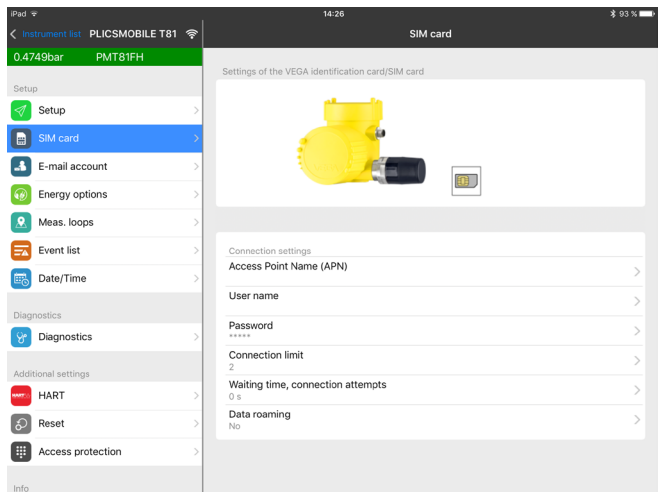 iPad
14:26
93 %
Instrument list
PLICSMOBILE T81
SIM card
0.4749bar PMT81FH
Setup
Setup
SIM card
E-mail account
Energy options
Meas. loops
Event list
Date/Time
Diagnostics
Diagnostics
Additional settings
HART
HART
Reset
Access protection
Info
Settings of the VEGA identification card/SIM card
Connection settings
Access Point Name (APN)
User name
Password
*****
Connection limit
2
Waiting time, connection attempts
0 s
Data roaming
No